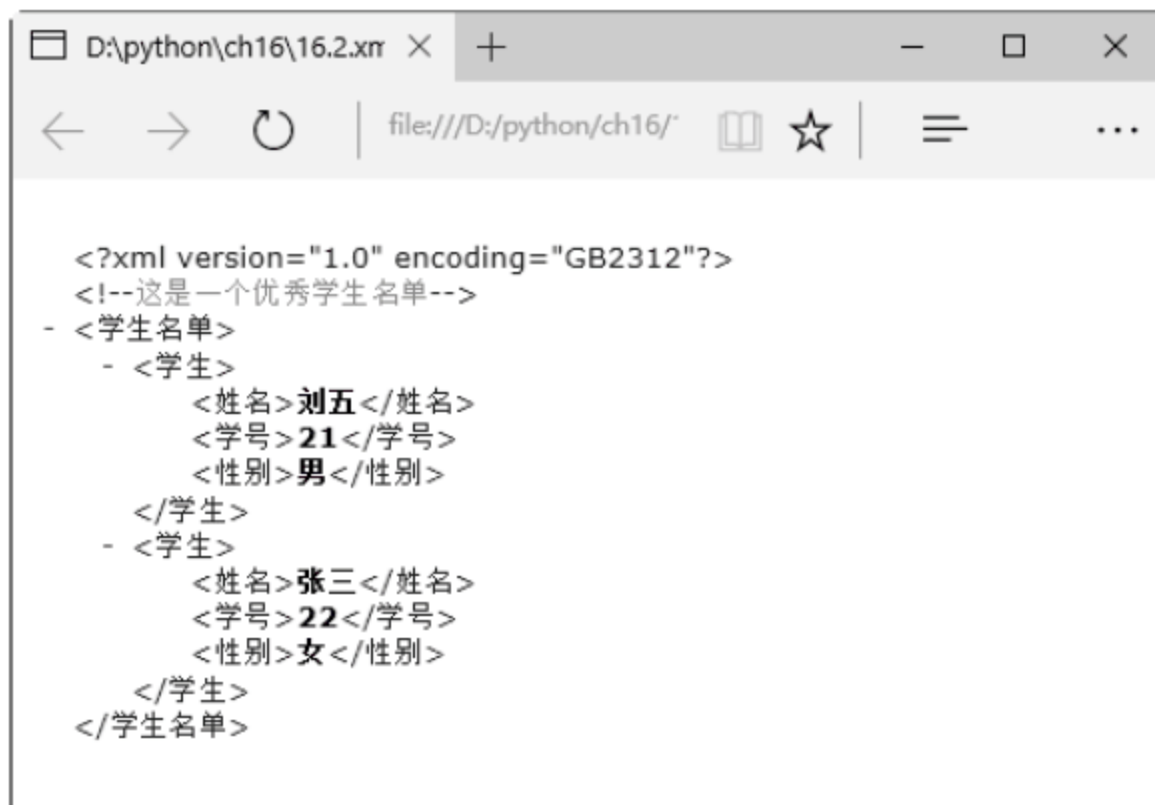 D:\python\ch16\16.2.xm
file:///D:/python/ch16/
<?xml version="1.0" encoding="GB2312"?>
<!--这是一个优秀学生名单-->
- <学生名单>
- <学生>
<姓名>刘五</姓名>
<学号>21</学号>
<性别>男</性别>
</学生>
- <学生>
<姓名>张三</姓名>
<学号>22</学号>
<性别>女</性别>
</学生>
</学生名单>